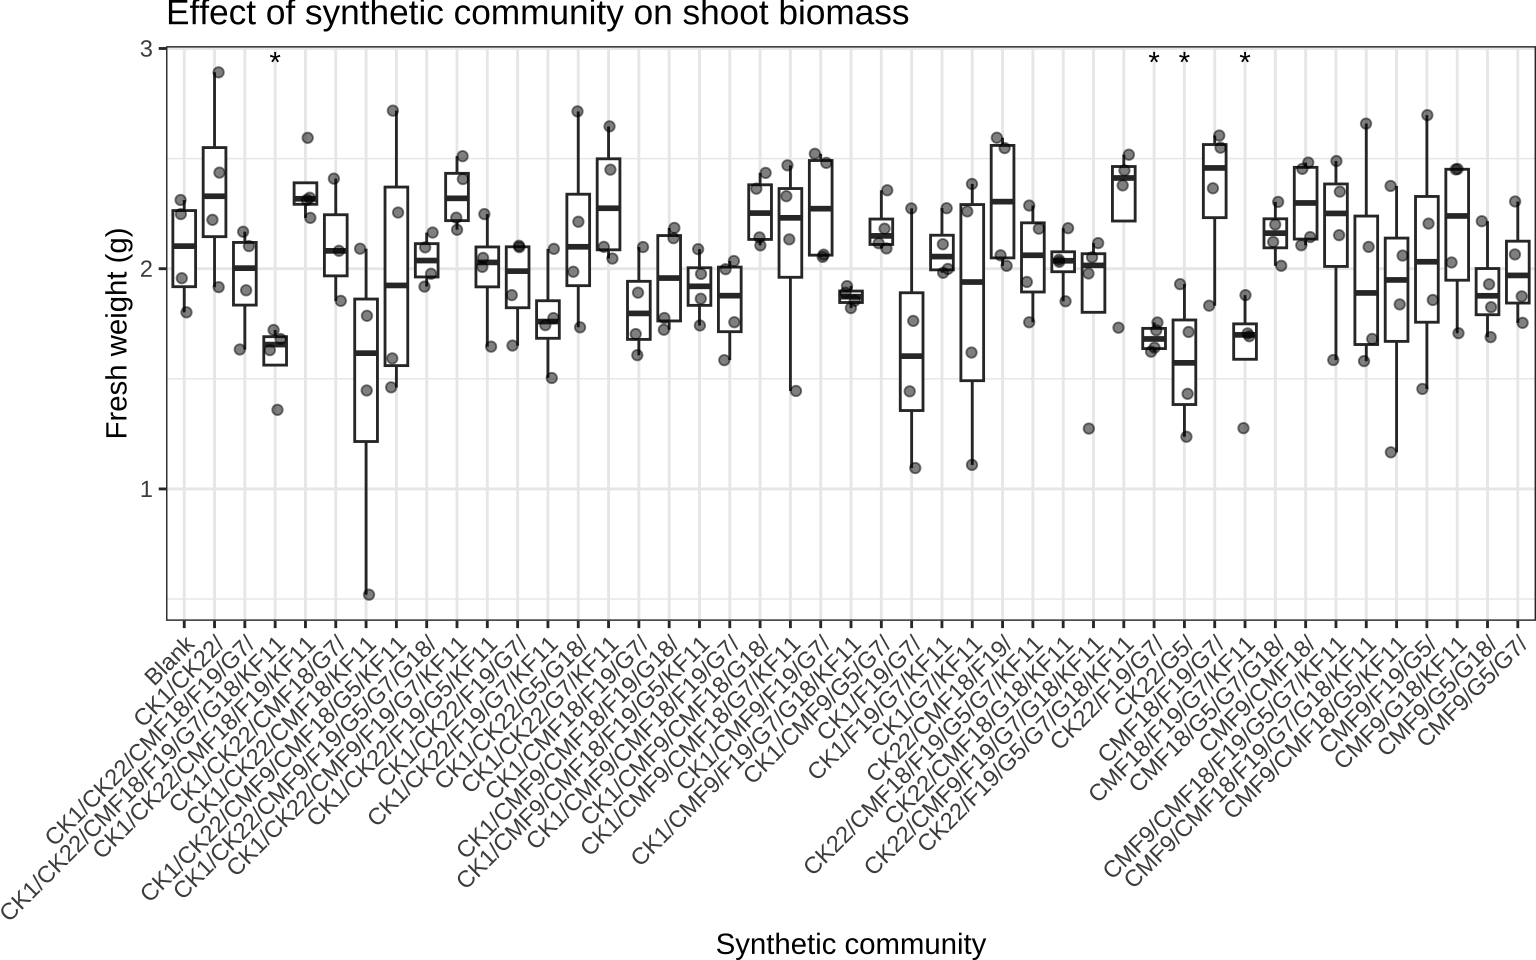 Effect of synthetic community on shoot biomass
Fresh weight (g)
3
2
1
*
*
*
*
Blank
CK1/CK22/
CK1/CK22/CMF18/F19/G7/
CK1/CK22/CMF18/F19/G7/G18/KF11
CK1/CK22/CMF18/F19/KF11
CK1/CK22/CMF18/G7/
CK1/CK22/CMF18/KF11
CK1/CK22/CMF9/CMF18/G5/KF11
CK1/CK22/CMF9/F19/G5/G7/G18/
CK1/CK22/CMF9/F19/G7/KF11
CK1/CK22/F19/G5/KF11
CK1/CK22/F19/G7/
CK1/CK22/F19/G7/KF11
CK1/CK22/G5/G18/
CK1/CK22/G7/KF11
CK1/CMF18/F19/G7/
CK1/CMF9/CMF18/F19/G18/
CK1/CMF9/CMF18/F19/G5/KF11
CK1/CMF9/CMF18/F19/G7/
CK1/CMF9/CMF18/G18/
CK1/CMF9/CMF18/G7/KF11
CK1/CMF9/F19/G7/
CK1/CMF9/F19/G7/G18/KF11
CK1/CMF9/G5/G7/
CK1/F19/G7/
CK1/F19/G7/KF11
CK1/G7/KF11
CK22/CMF18/F19/
CK22/CMF18/F19/G5/G7/KF11
CK22/CMF18/G18/KF11
CK22/CMF9/F19/G7/G18/KF11
CK22/F19/G5/G7/G18/KF11
CK22/F19/G7/
CK22/G5/
CMF18/F19/G7/
CMF18/F19/G7/KF11
CMF18/G5/G7/G18/
CMF9/CMF18/
CMF9/CMF18/F19/G5/G7/KF11
CMF9/CMF18/F19/G7/G18/KF11
CMF9/CMF18/G5/KF11
CMF9/F19/G5/
CMF9/G18/KF11
CMF9/G5/G18/
CMF9/G5/G7/
Synthetic community